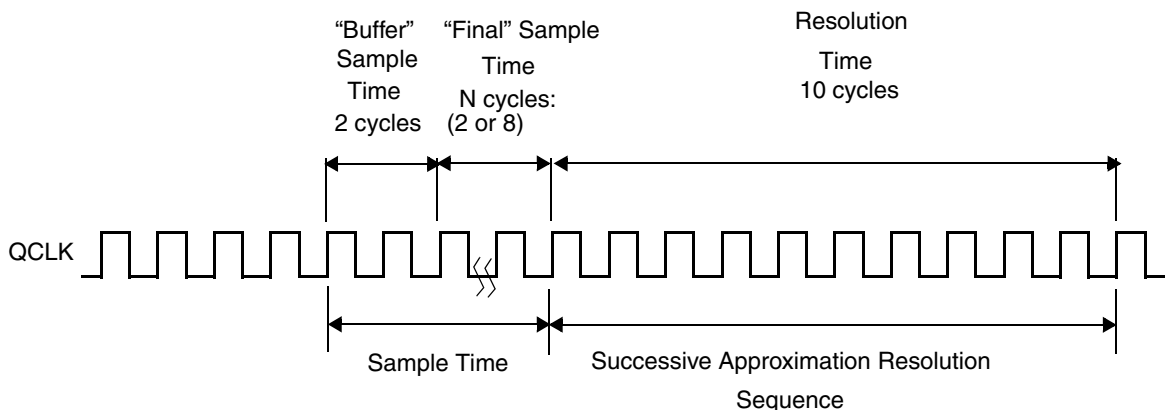 “Buffer”
Sample
Time
2 cycles
“Final” Sample
Time
N cycles:
(2 or 8)
Resolution
Time
10 cycles
QCLK
Sample Time
Successive Approximation Resolution
Sequence